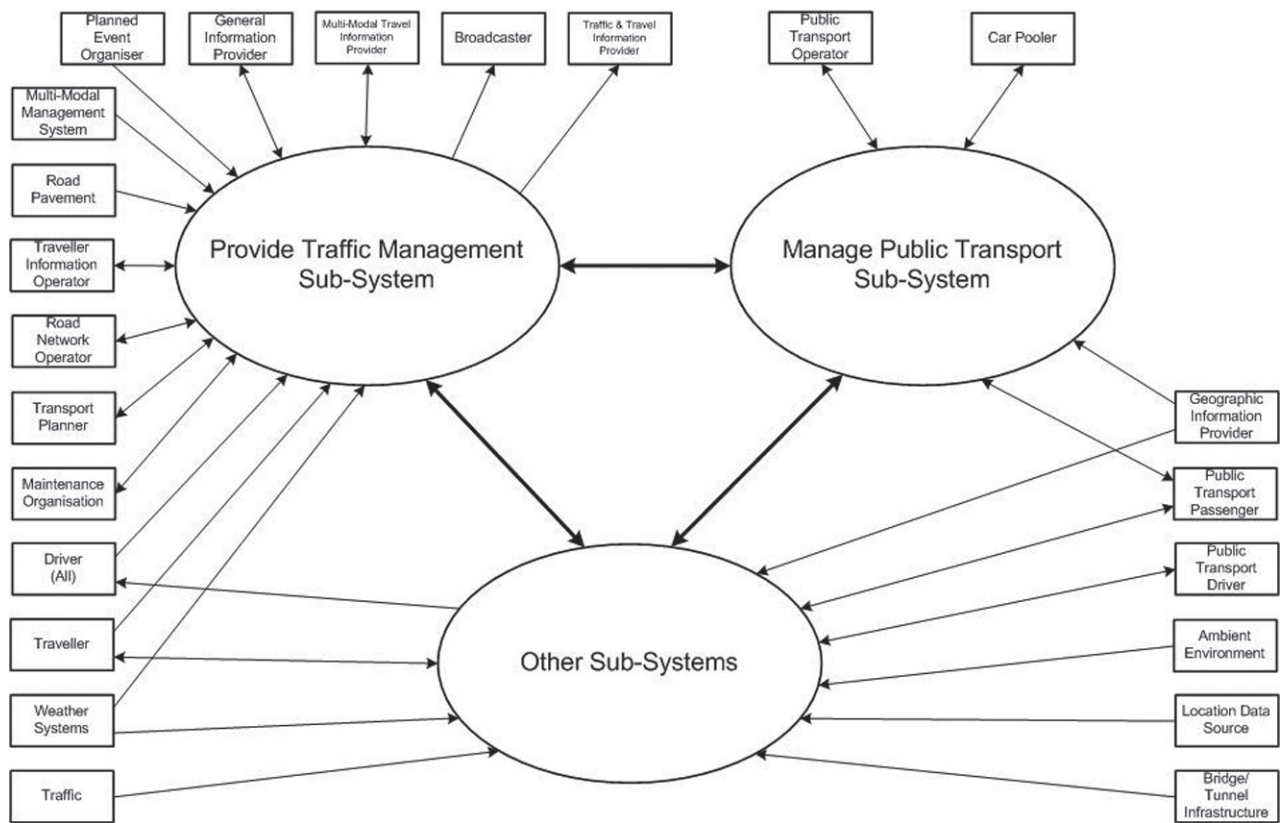 Planned
Event
Organiser
General
Information
Provider
Multi-Modal Travel
Information
Provider
Broadcaster
Traffic & Travel
Information
Provider
Public
Transport
Operator
Car Pooler
Multi-Modal
Management
System
Road
Pavement
Traveller
Information
Operator
Road
Network
Operator
Transport
Planner
Maintenance
Organisation
Driver
(All)
Traveller
Weather
Systems
Traffic
Provide Traffic Management
Sub-System
Manage Public Transport
Sub-System
Other Sub-Systems
Geographic
Information
Provider
Public
Transport
Passenger
Public
Transport
Driver
Ambient
Environment
Location Data
Source
Bridge/
Tunnel
Infrastructure